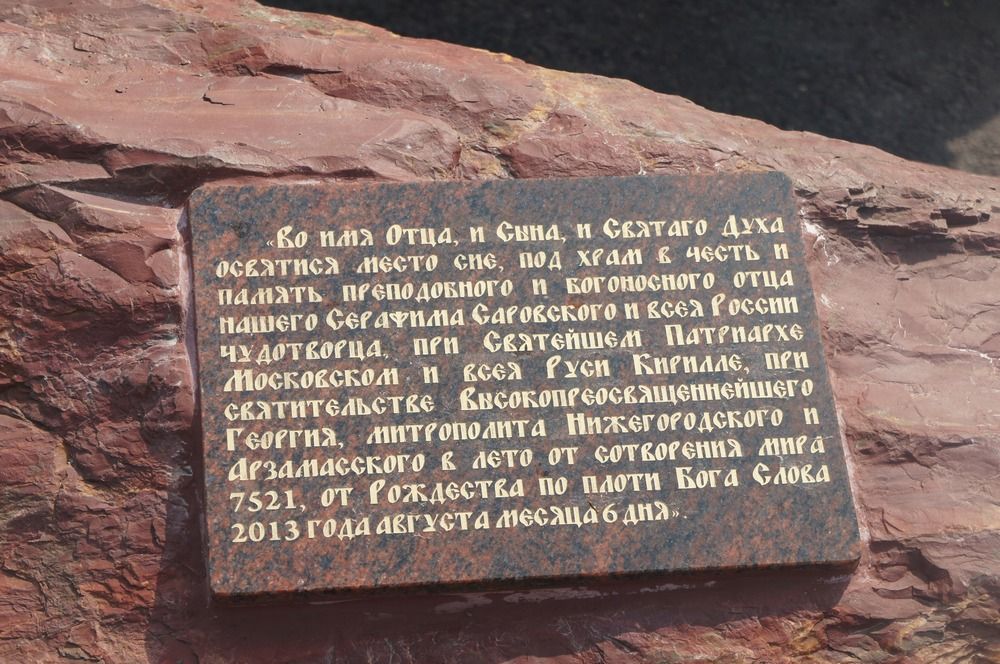 «Во имя Отца, и Сына, и Святаго Духа
освятися место сие, под храм в честь и
память преподобного и богоносного отца
нашего Серафима Саровского и всея России
чудотворца, при Святейшем Патриархе
Московском и всея Руси Кирилле, при
святительстве Высокопреосвященнейшего
Георгия, митрополита Нижегородского и
Арзамасского в лето от сотворения мира
7521, от Рождества по плоти Бога Слова
2013 года августа месяца 6 дня».